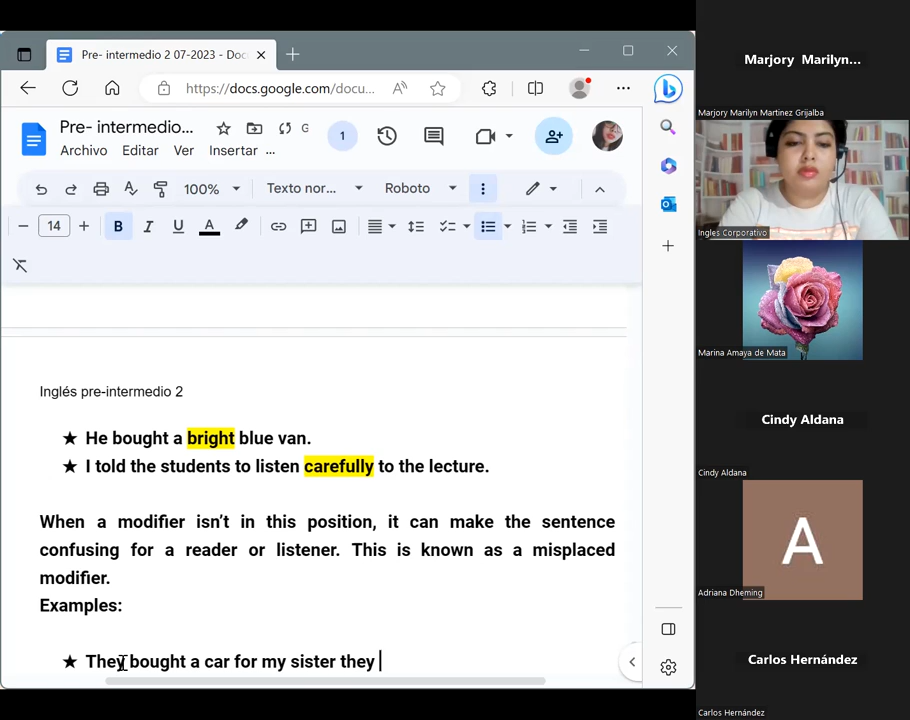 Pre- intermedio 2 07-2023 - Doc
https://docs.google.com/docu...
Pre- intermedio...
G
1
Archivo Editar Ver Insertar ...
100% Texto nor... Roboto
14 B I U A
Inglés pre-intermedio 2
★ He bought a bright blue van.
★ I told the students to listen carefully to the lecture.
When a modifier isn’t in this position, it can make the sentence
confusing for a reader or listener. This is known as a misplaced
modifier.
Examples:
★ They bought a car for my sister they
Marjory Marilyn...
Marjory Marilyn Martinez Grijalba
Ingles Corporativo
Marina Amaya de Mata
Cindy Aldana
Cindy Aldana
A
Adriana Dheming
Carlos Hernández
Carlos Hernández